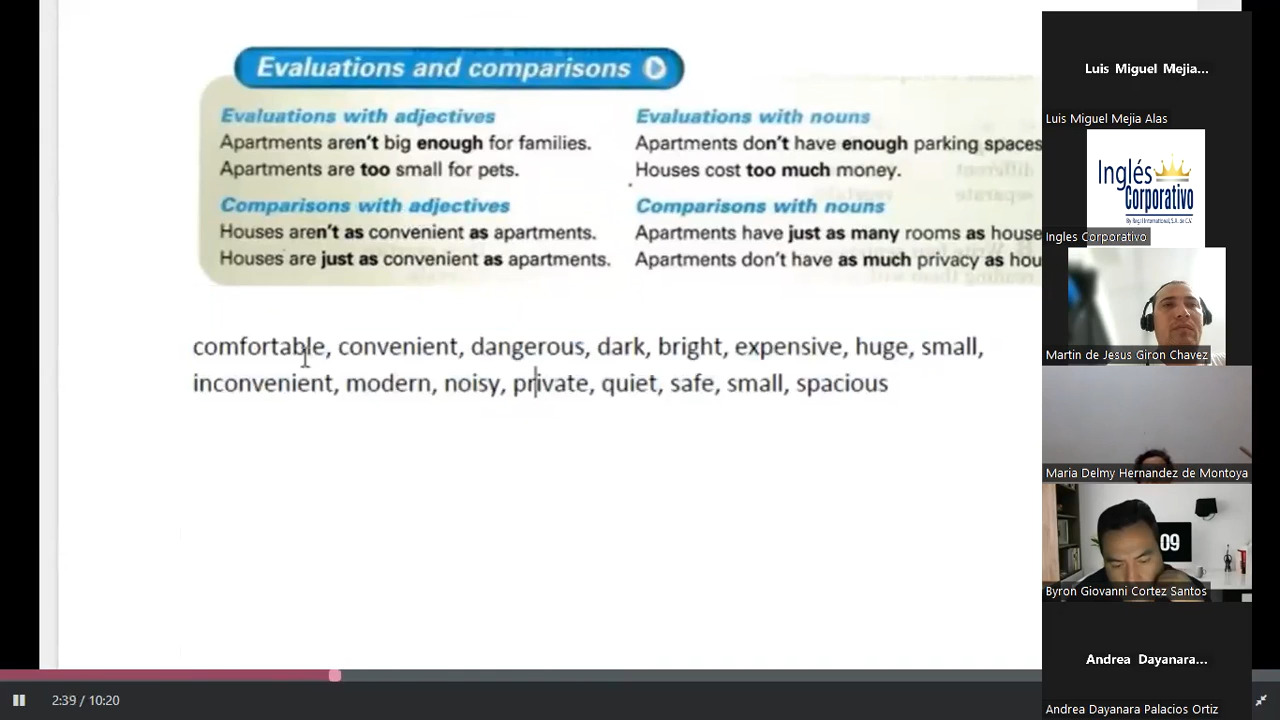 Evaluations and comparisons
Evaluations with adjectives
Apartments aren't big enough for families.
Apartments are too small for pets.
Comparisons with adjectives
Houses aren't as convenient as apartments.
Houses are just as convenient as apartments.
Evaluations with nouns
Apartments don't have enough parking spaces
Houses cost too much money.
Comparisons with nouns
Apartments have just as many rooms as house
Apartments don't have as much privacy as hou
comfortable, convenient, dangerous, dark, bright, expensive, huge, small,
inconvenient, modern, noisy, private, quiet, safe, small, spacious
2:39 / 10:20
Luis Miguel Mejia...
Luis Miguel Mejia Alas
Inglés
Corporativo
By Regi International, S.A. de C.V.
Ingles Corporativo
Martin de Jesus Giron Chavez
Maria Delmy Hernandez de Montoya
09
Byron Giovanni Cortez Santos
Andrea Dayanara...
Andrea Dayanara Palacios Ortiz